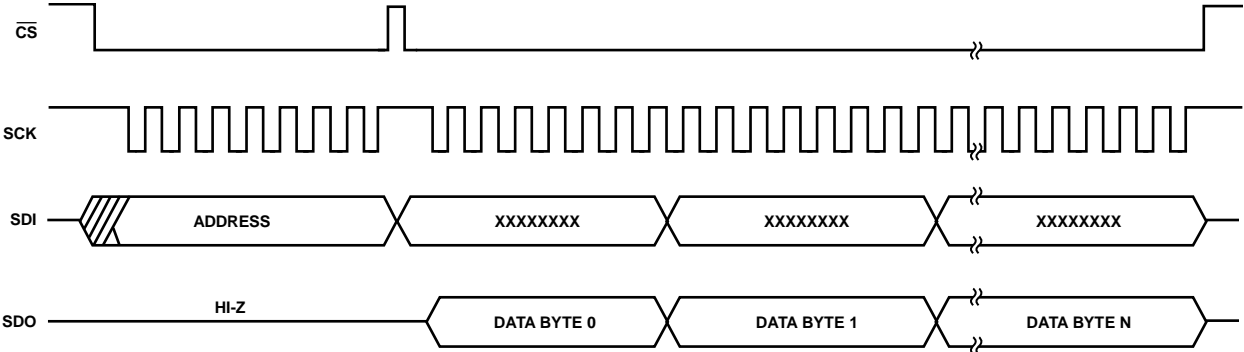 CS
SCK
SDI ADDRESS XXXXXXXX XXXXXXXX XXXXXXXX
HI-Z
SDO DATA BYTE 0 DATA BYTE 1 DATA BYTE N